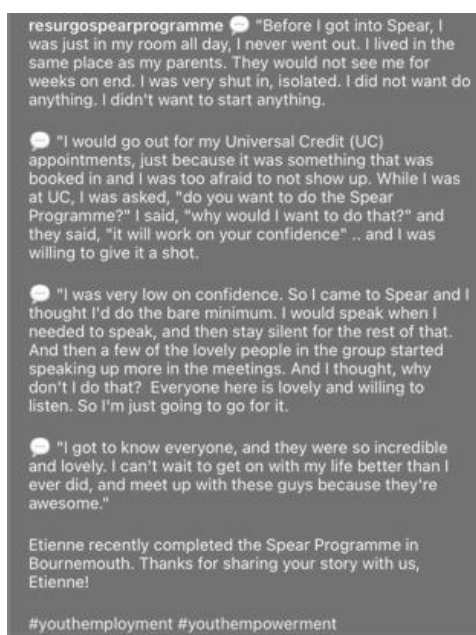 resurgospearprogramme 💬 "Before I got into Spear, I
was just in my room all day, I never went out. I lived in the
same place as my parents. They would not see me for
weeks on end. I was very shut in, isolated. I did not want do
anything. I didn't want to start anything.
💬 "I would go out for my Universal Credit (UC)
appointments, just because it was something that was
booked in and I was too afraid to not show up. While I was
at UC, I was asked, "do you want to do the Spear
Programme?" I said, "why would I want to do that?" and
they said, "it will work on your confidence" .. and I was
willing to give it a shot.
💬 "I was very low on confidence. So I came to Spear and I
thought I'd do the bare minimum. I would speak when I
needed to speak, and then stay silent for the rest of that.
And then a few of the lovely people in the group started
speaking up more in the meetings. And I thought, why
don't I do that?  Everyone here is lovely and willing to
listen. So I'm just going to go for it.
💬 "I got to know everyone, and they were so incredible
and lovely. I can't wait to get on with my life better than I
ever did, and meet up with these guys because they're
awesome."
Etienne recently completed the Spear Programme in
Bournemouth. Thanks for sharing your story with us,
Etienne!
#youthemployment #youthempowerment